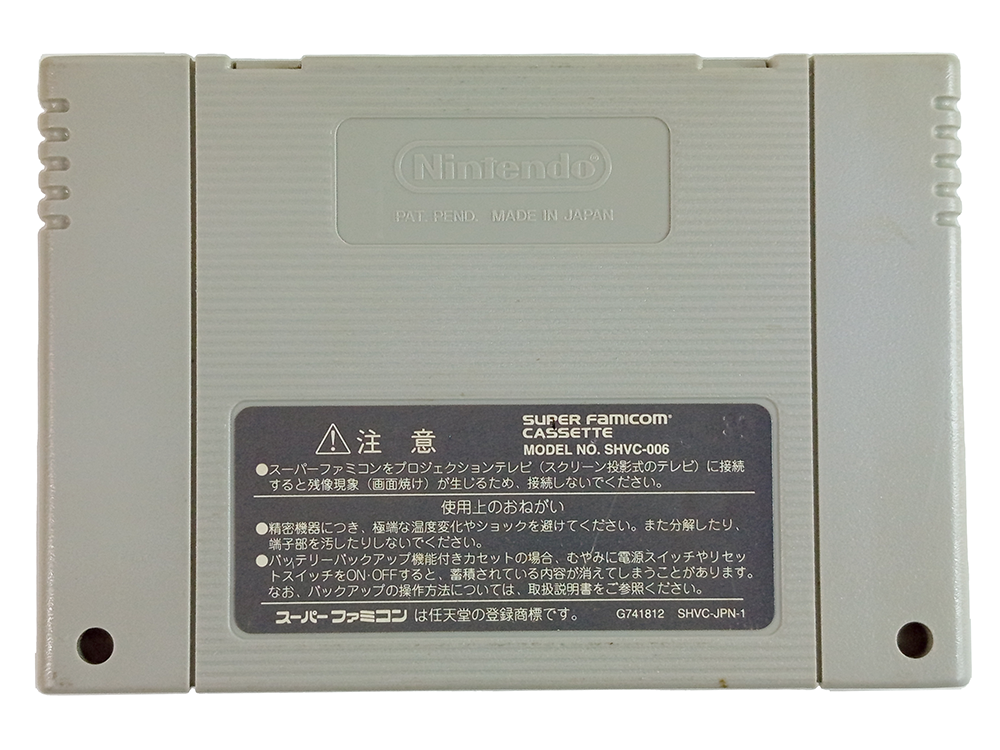 Nintendo®
PAT. PEND. MADE IN JAPAN
⚠注意
SUPER FAMICOM®
CASSETTE
MODEL NO. SHVC-006
●スーパーファミコンをプロジェクションテレビ（スクリーン投影式のテレビ）に接続
すると残像現象（画面焼け）が生じるため、接続しないでください。
使用上のおねがい
●精密機器につき、極端な温度変化やショックを避けてください。また分解したり、
端子部を汚したりしないでください。
●バッテリーバックアップ機能付きカセットの場合、むやみに電源スイッチやリセッ
トスイッチをON·OFFすると、蓄積されている内容が消えてしまうことがあります。
なお、バックアップの操作方法については、取扱説明書をご参照ください。
スーパーファミコンは任天堂の登録商標です。 G741812 SHVC-JPN-1